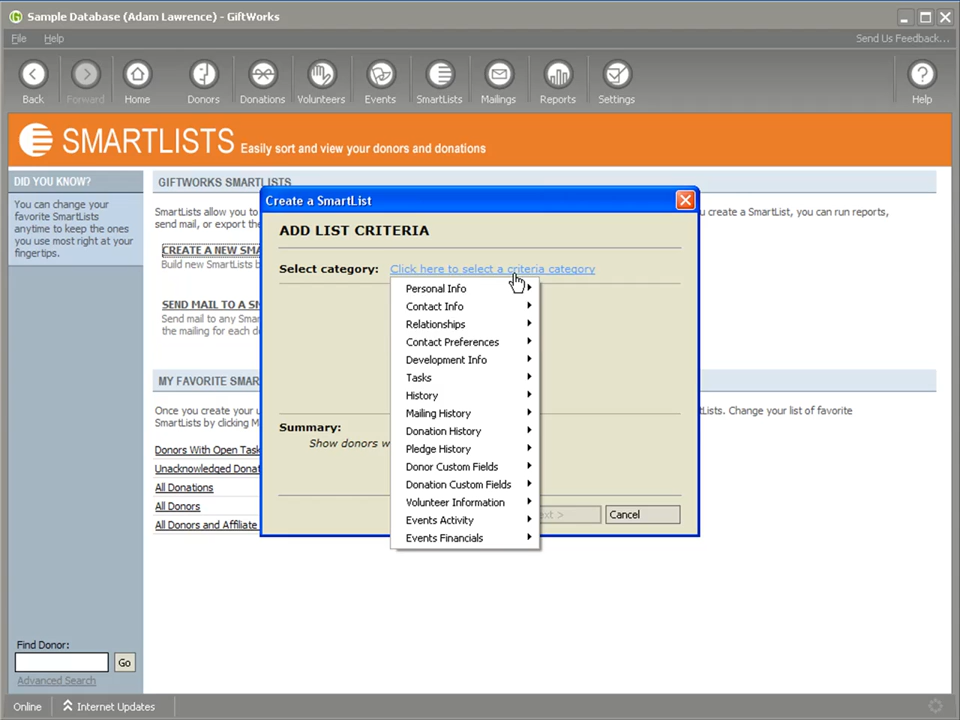 Sample Database (Adam Lawrence) - GiftWorks
File Help
Send Us Feedback...
Back Forward Home Donors Donations Volunteers Events SmartLists Mailings Reports Settings Help
SMARTLISTS Easily sort and view your donors and donations
DID YOU KNOW?
You can change your
favorite SmartLists
anytime to keep the ones
you use most right at your
fingertips.
GIFTWORKS SMARTLISTS
SmartLists allow you to
u create a SmartList, you can run reports,
send mail, or export the
CREATE A NEW SMA
Build new SmartLists b
SEND MAIL TO A SM
Send mail to any Smar
the mailing for each d
MY FAVORITE SMAR
Once you create your u
Lists. Change your list of favorite
SmartLists by clicking M
Donors With Open Task
Unacknowledged Donat
All Donations
All Donors
All Donors and Affiliate
Create a SmartList
ADD LIST CRITERIA
Select category: Click here to select a criteria category
Personal Info
Contact Info
Relationships
Contact Preferences
Development Info
Tasks
History
Mailing History
Donation History
Pledge History
Donor Custom Fields
Donation Custom Fields
Volunteer Information
Events Activity
Events Financials
Summary:
Show donors w
ext >
Cancel
Find Donor:
Go
Advanced Search
Online Internet Updates